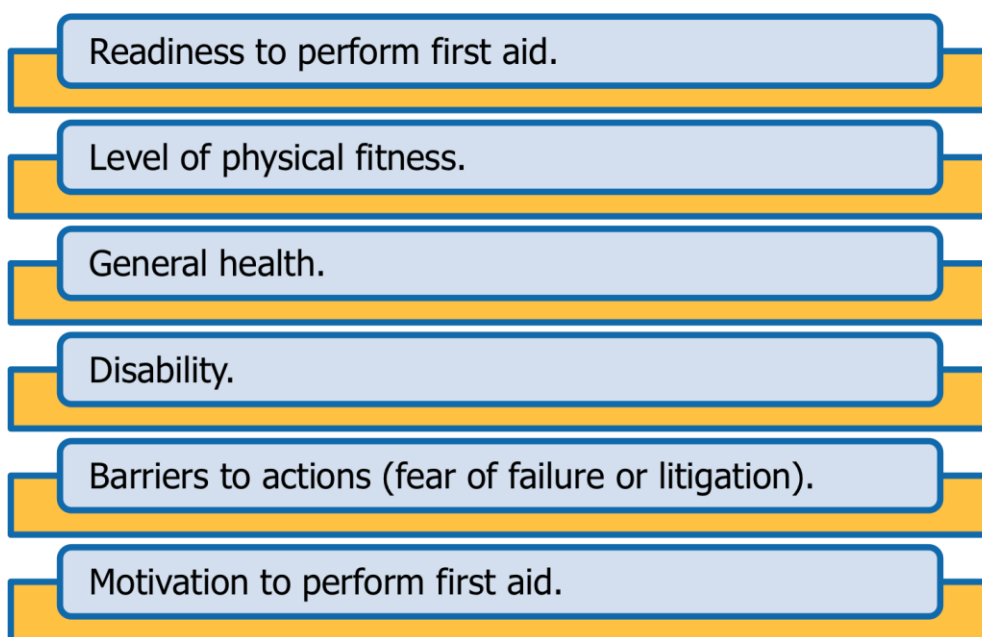 Readiness to perform first aid.
Level of physical fitness.
General health.
Disability.
Barriers to actions (fear of failure or litigation).
Motivation to perform first aid.